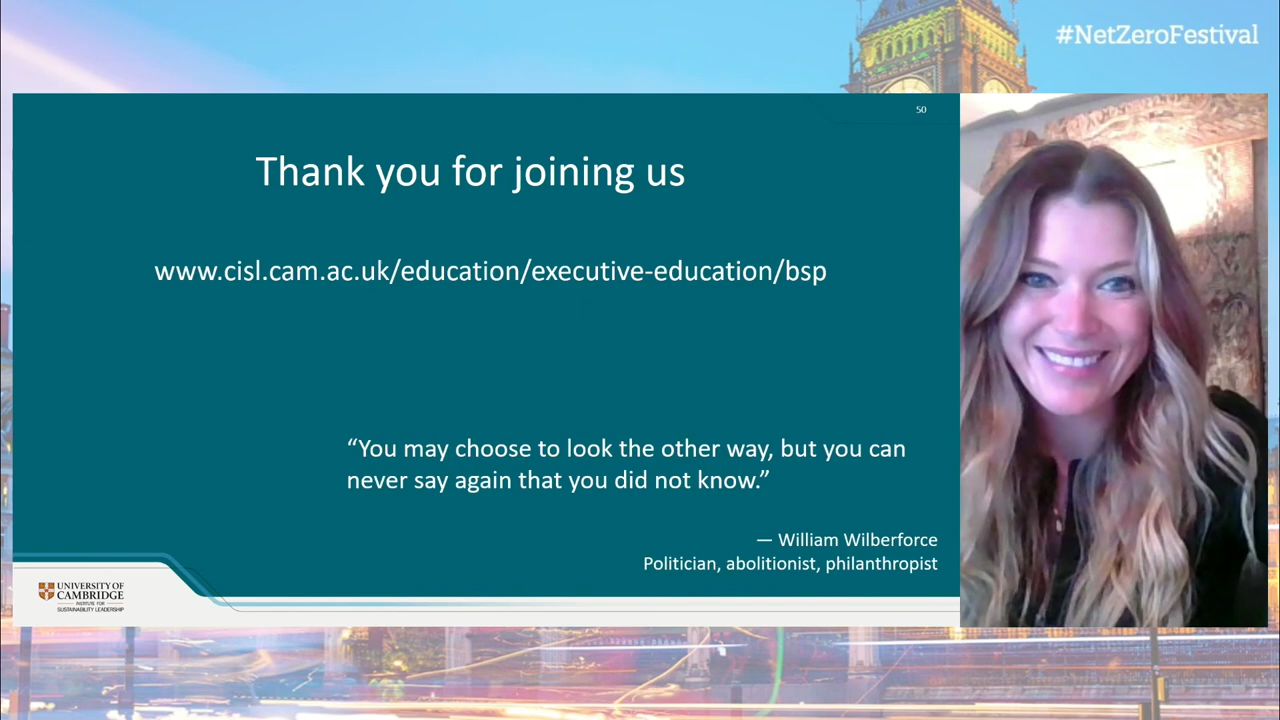 #NetZeroFestival
50
Thank you for joining us
www.cisl.cam.ac.uk/education/executive-education/bsp
“You may choose to look the other way, but you can
never say again that you did not know.”
— William Wilberforce
Politician, abolitionist, philanthropist
UNIVERSITY OF
CAMBRIDGE
INSTITUTE FOR
SUSTAINABILITY LEADERSHIP